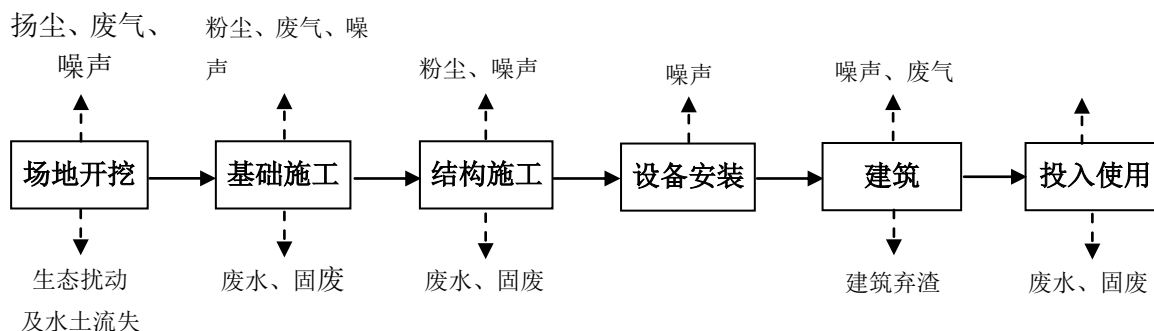 扬尘、废气、
噪声
粉尘、废气、噪
声
粉尘、噪声
噪声
噪声、废气
场地开挖
基础施工
结构施工
设备安装
建筑
投入使用
生态扰动
及水土流失
废水、固废
废水、固废
建筑弃渣
废水、固废